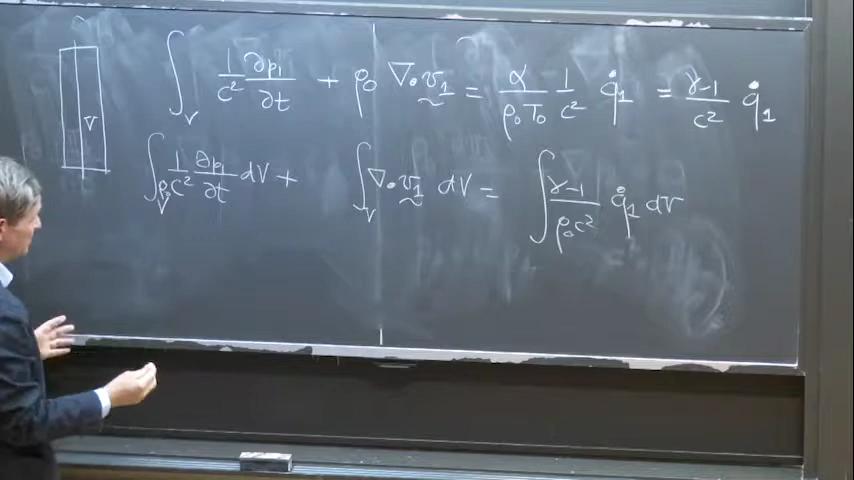 ∫_V 1/c² ∂p₁/∂t + ρ₀ ∇·v₁ = α/(ρ₀T₀) 1/c² q̇₁ = (γ-1)/c² q̇₁
V
∫_V 1/(ρ₀c²) ∂p₁/∂t dV + ∫_V ∇·v₁ dV = ∫ (γ-1)/(ρ₀c²) q̇₁ dV